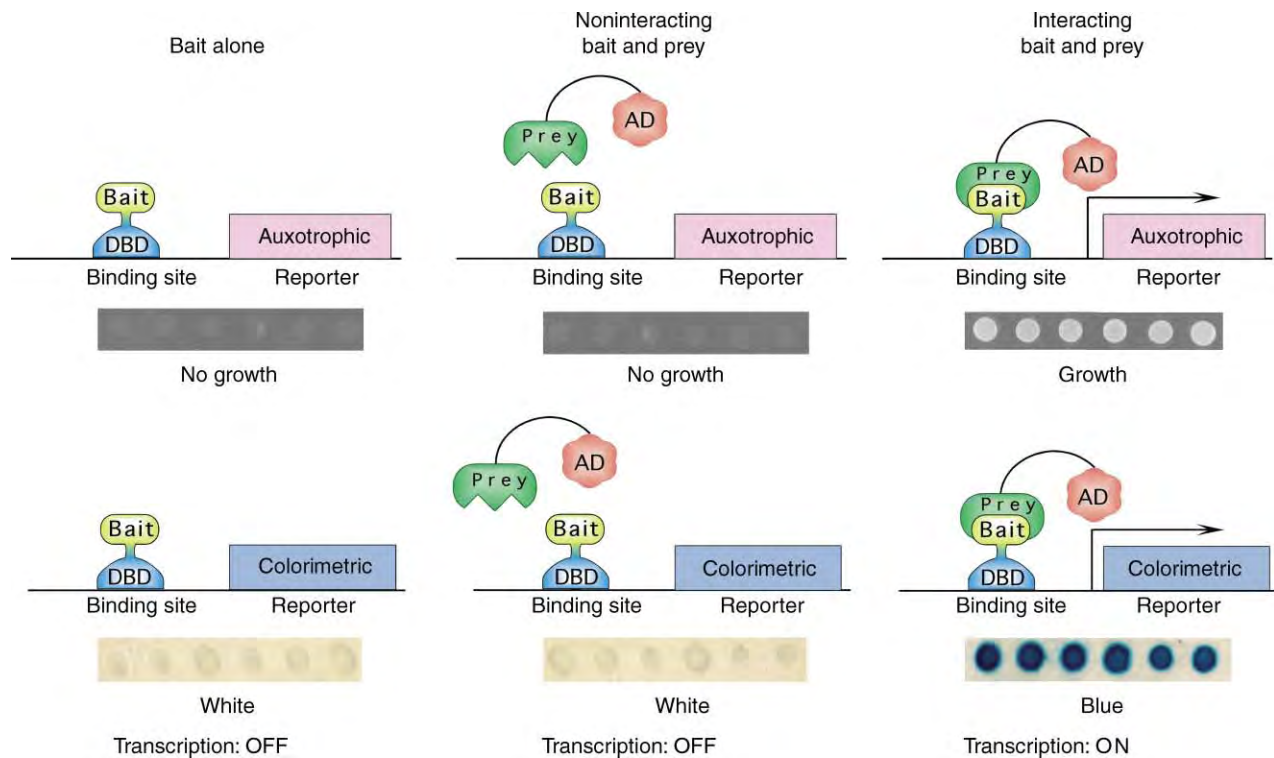 Bait alone
Noninteracting
bait and prey
Interacting
bait and prey
Prey
AD
Bait
DBD
Auxotrophic
Binding site
Reporter
Bait
DBD
Auxotrophic
Binding site
Reporter
Prey
AD
Bait
DBD
Auxotrophic
Binding site
Reporter
No growth
No growth
Growth
Bait
DBD
Colorimetric
Binding site
Reporter
Prey
AD
Bait
DBD
Colorimetric
Binding site
Reporter
Prey
AD
Bait
DBD
Colorimetric
Binding site
Reporter
White
White
Blue
Transcription: OFF
Transcription: OFF
Transcription: ON